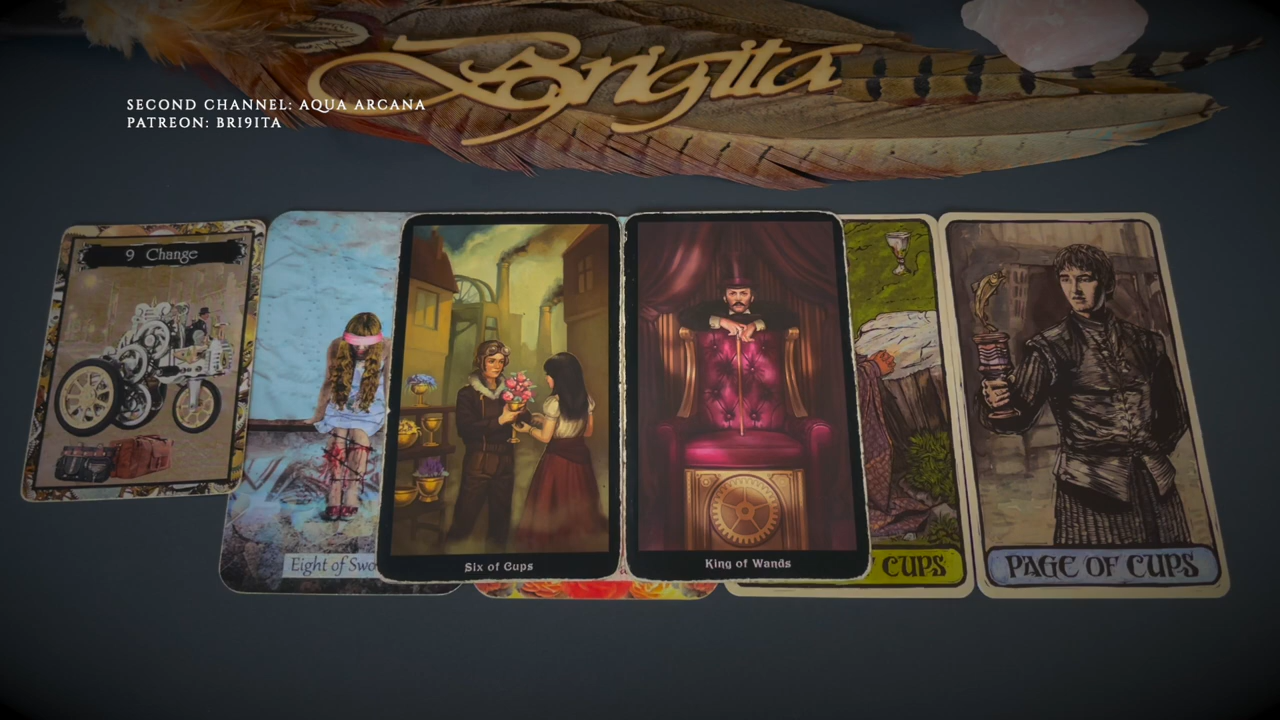 Brigita
SECOND CHANNEL: AQUA ARCANA
PATREON: BRI9ITA
9 Change
Eight of Swo
Six of Cups
King of Wands
CUPS
PAGE OF CUPS